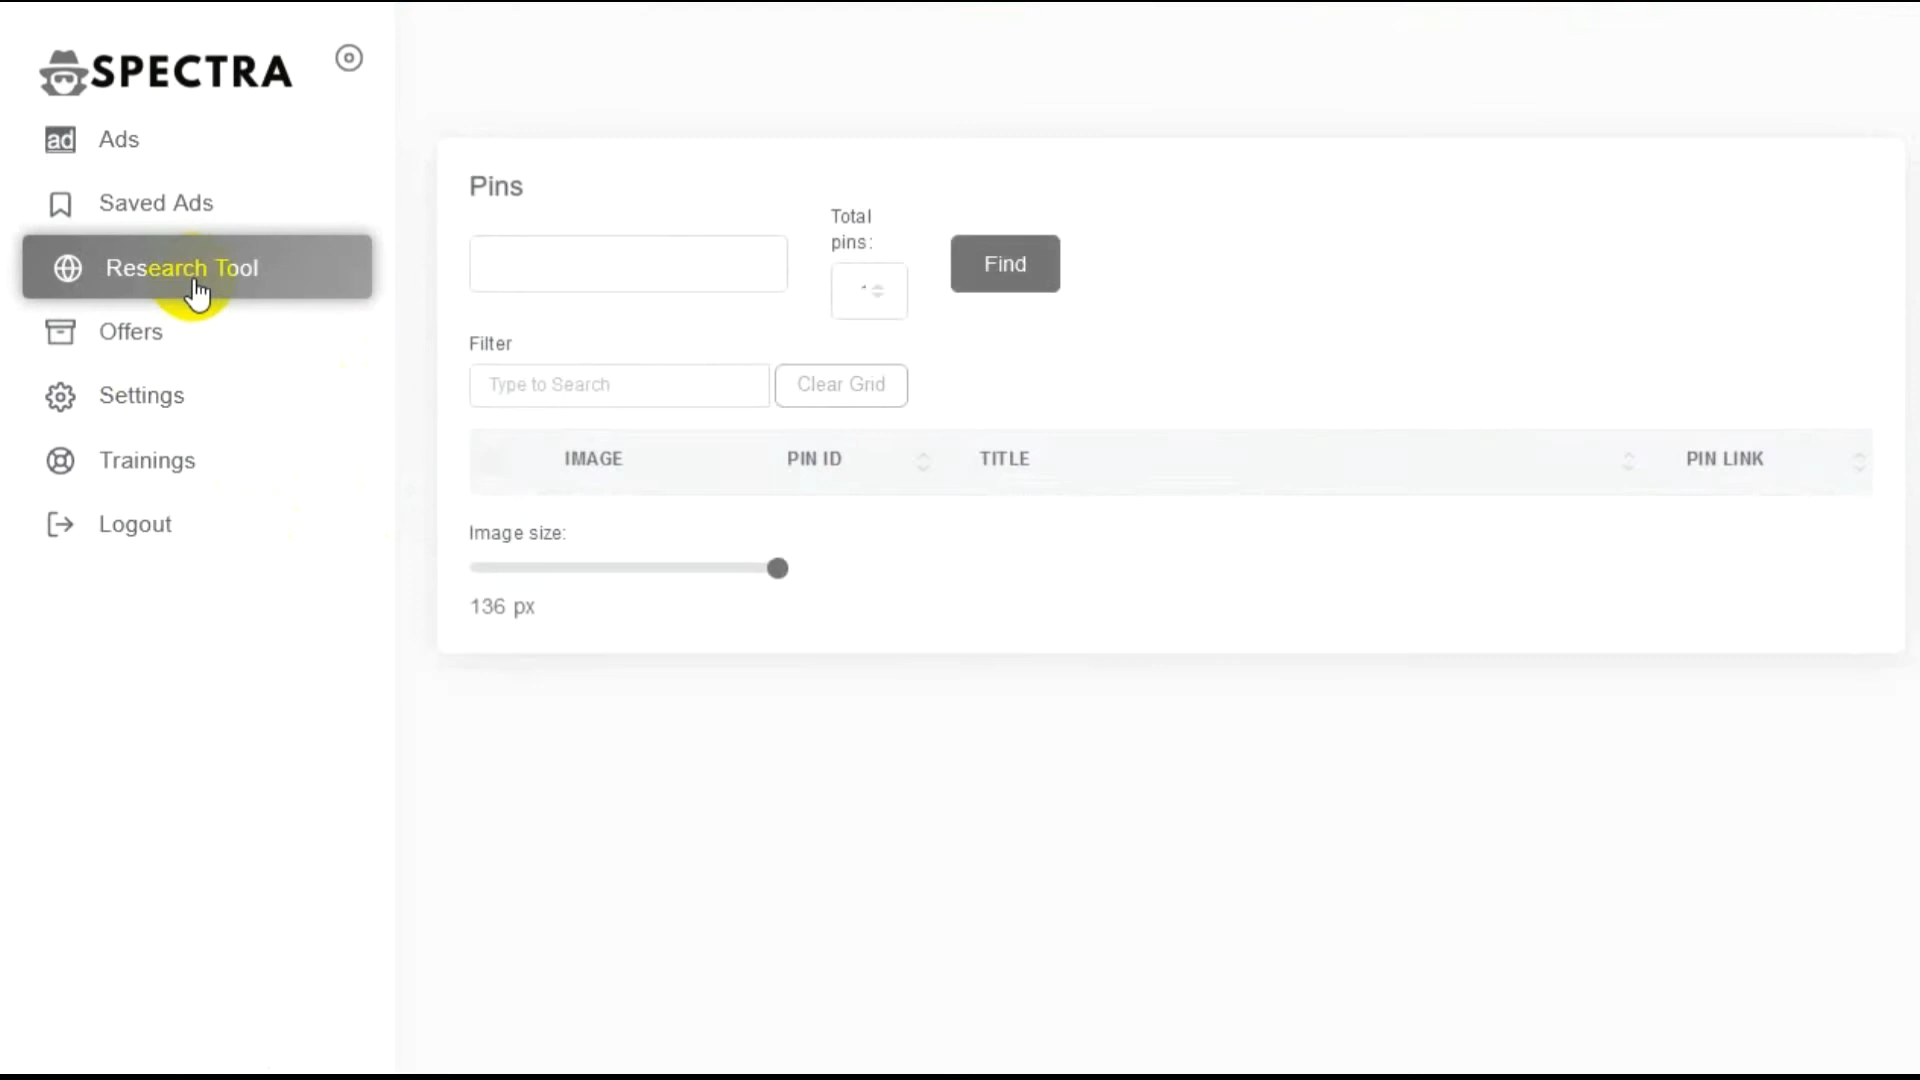 SPECTRA
ad Ads
Saved Ads
Research Tool
Offers
Settings
Trainings
Logout
Pins
Total
pins:
Find
Filter
Type to Search
Clear Grid
IMAGE PIN ID TITLE PIN LINK
Image size:
136 px